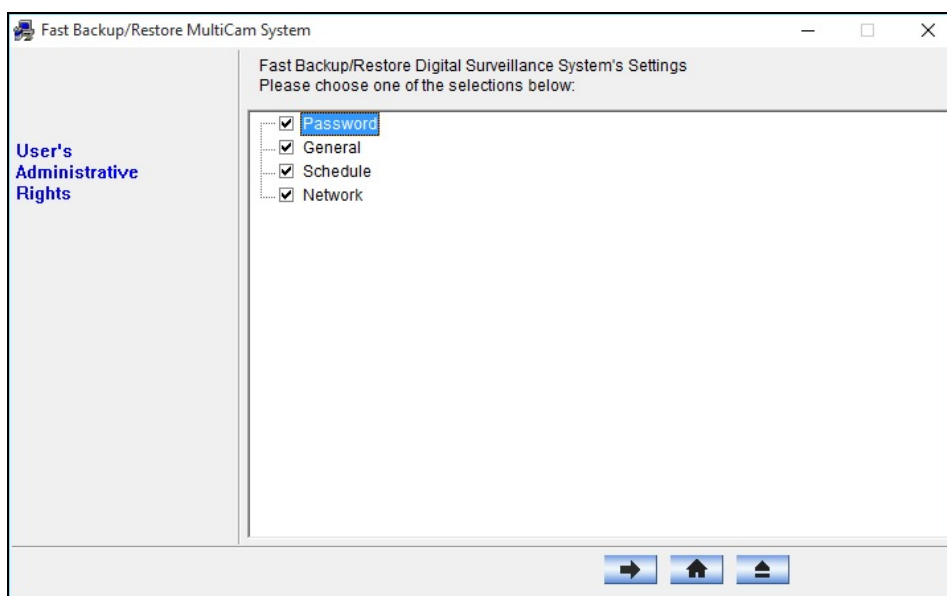 Fast Backup/Restore MultiCam System
Fast Backup/Restore Digital Surveillance System's Settings
Please choose one of the selections below:
User's
Administrative
Rights
Password
General
Schedule
Network